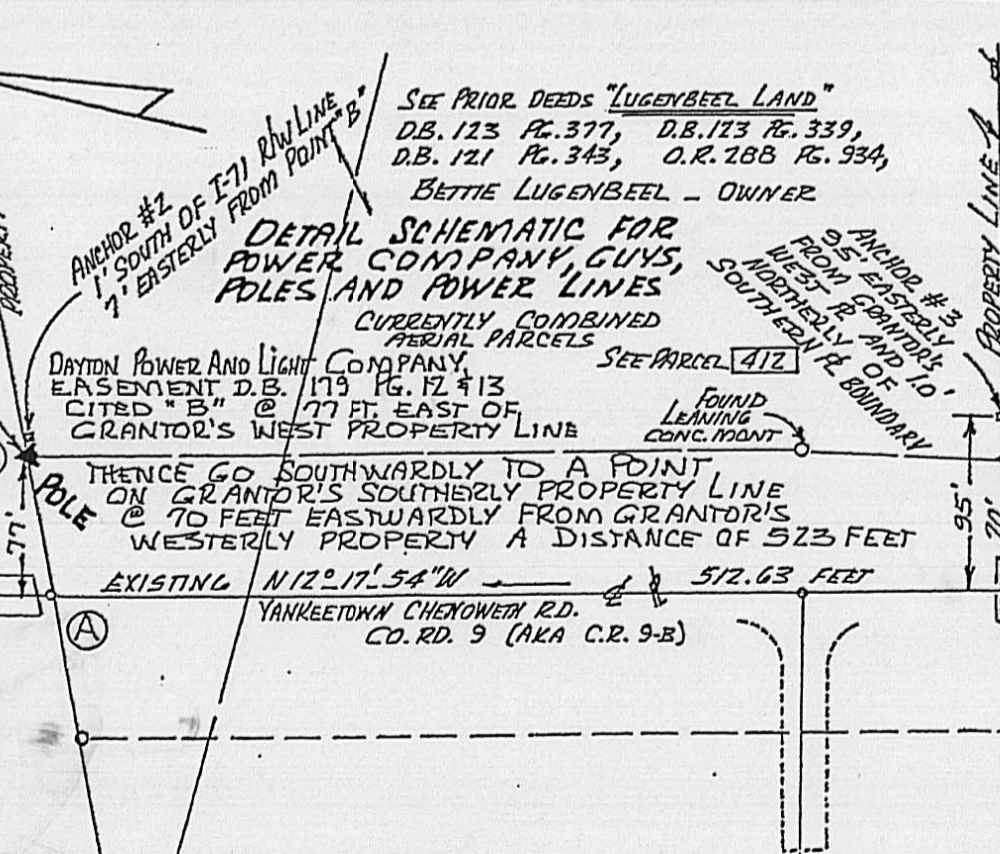 SEE PRIOR DEEDS "LUGENBEEL LAND"
D.B. 123 PG. 377, D.B. 123 PG. 339,
D.B. 121 PG. 343, O.R. 288 PG. 934,
BETTIE LUGENBEEL - OWNER
ANCHOR #2
1' SOUTH OF I-71 R/W LINE
7' EASTERLY FROM POINT "B"
DETAIL SCHEMATIC FOR
POWER COMPANY, GUYS,
POLES AND POWER LINES
CURRENTLY COMBINED
AERIAL PARCELS
SEE PARCEL 412
ANCHOR #3
95' EASTERLY
FROM GRANTOR'S
WEST PL AND 1.0'
NORTHERLY OF
SOUTHERN PL BOUNDARY
PROPERTY LINE
PROPERT
DAYTON POWER AND LIGHT COMPANY,
EASEMENT D.B. 179 PG. 12 & 13
CITED "B" @ 77 FT. EAST OF
GRANTOR'S WEST PROPERTY LINE
FOUND
LEANING
CONC. MONT
POLE
THENCE GO SOUTHWARDLY TO A POINT,
ON GRANTOR'S SOUTHERLY PROPERTY LINE
@ 70 FEET EASTWARDLY FROM GRANTOR'S
WESTERLY PROPERTY A DISTANCE OF 523 FEET
77'
95'
70'
EXISTING N 12° 17' 54" W ℄ 512.63 FEET
YANKEETOWN CHENOWETH RD.
CO. RD. 9 (AKA C.R. 9-B)
A